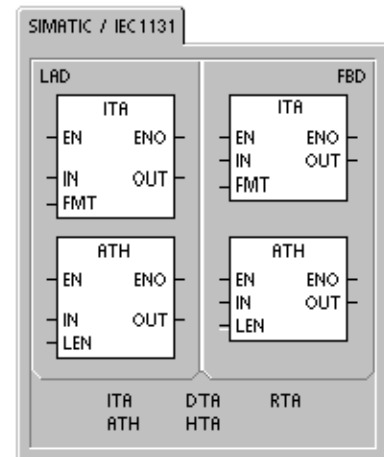 SIMATIC / IEC1131
LAD FBD
ITA ITA
EN ENO EN ENO
IN OUT IN OUT
FMT FMT
ATH ATH
EN ENO EN ENO
IN OUT IN OUT
LEN LEN
ITA DTA RTA
ATH HTA